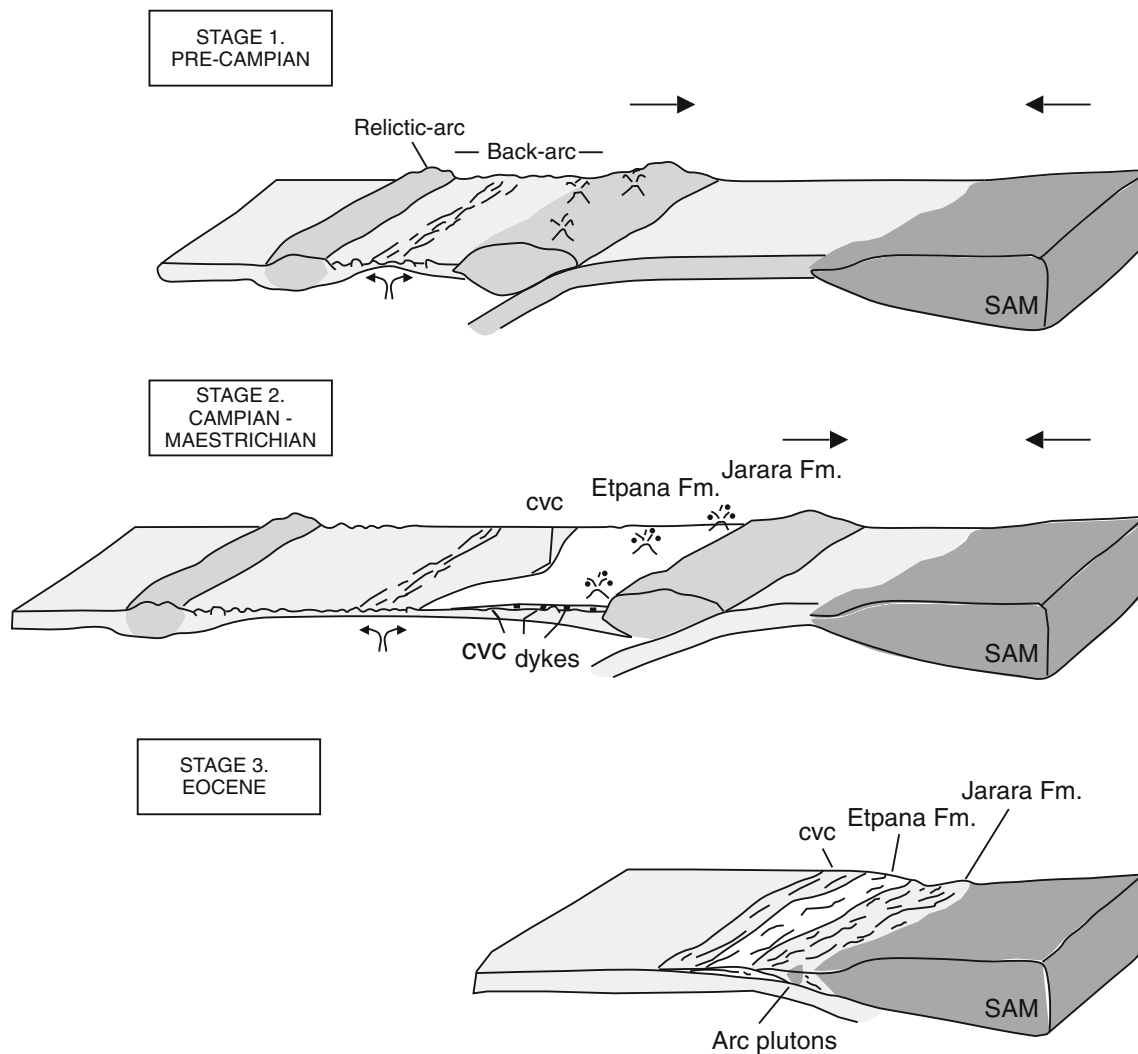 STAGE 1.
PRE-CAMPIAN
Relictic-arc
Back-arc
SAM
STAGE 2.
CAMPIAN -
MAESTRICHIAN
Jarara Fm.
Etpana Fm.
cvc
cvc dykes
SAM
STAGE 3.
EOCENE
Jarara Fm.
Etpana Fm.
cvc
SAM
Arc plutons